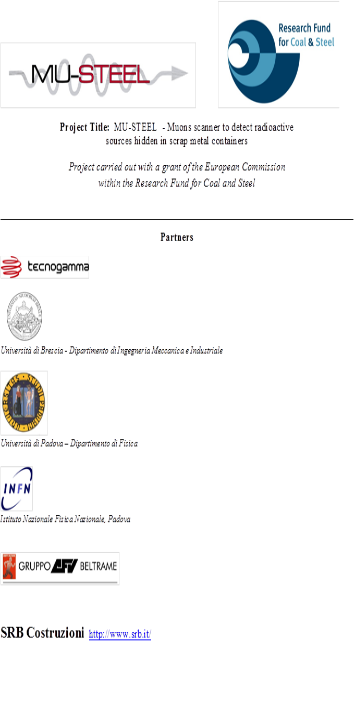 MU-STEEL
Research Fund
for Coal & Steel
Project Title: MU-STEEL - Muons scanner to detect radioactive
sources hidden in scrap metal containers
Project carried out with a grant of the European Commission
within the Research Fund for Coal and Steel
Partners
tecnogamma
Università di Brescia - Dipartimento di Ingegneria Meccanica e Industriale
Università di Padova – Dipartimento di Fisica
INFN
Istituto Nazionale Fisica Nazionale, Padova
GRUPPO AFV BELTRAME
SRB Costruzioni http://www.srb.it/